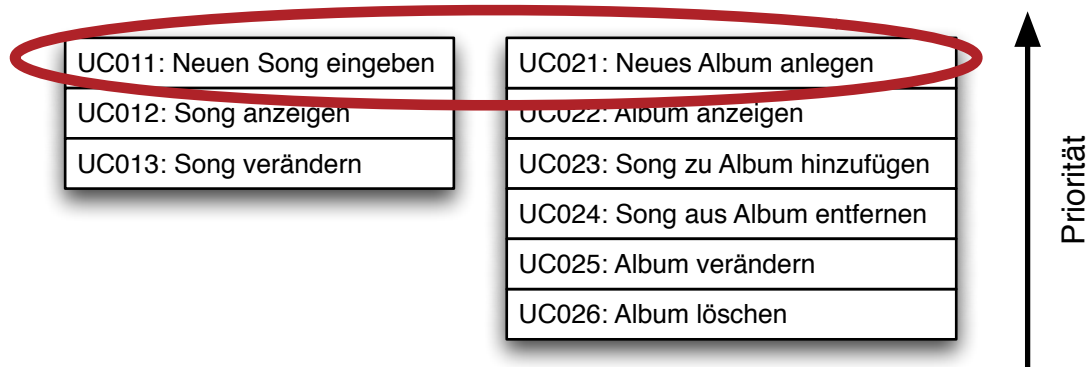 UC011: Neuen Song eingeben
UC012: Song anzeigen
UC013: Song verändern
UC021: Neues Album anlegen
UC022: Album anzeigen
UC023: Song zu Album hinzufügen
UC024: Song aus Album entfernen
UC025: Album verändern
UC026: Album löschen
Priorität